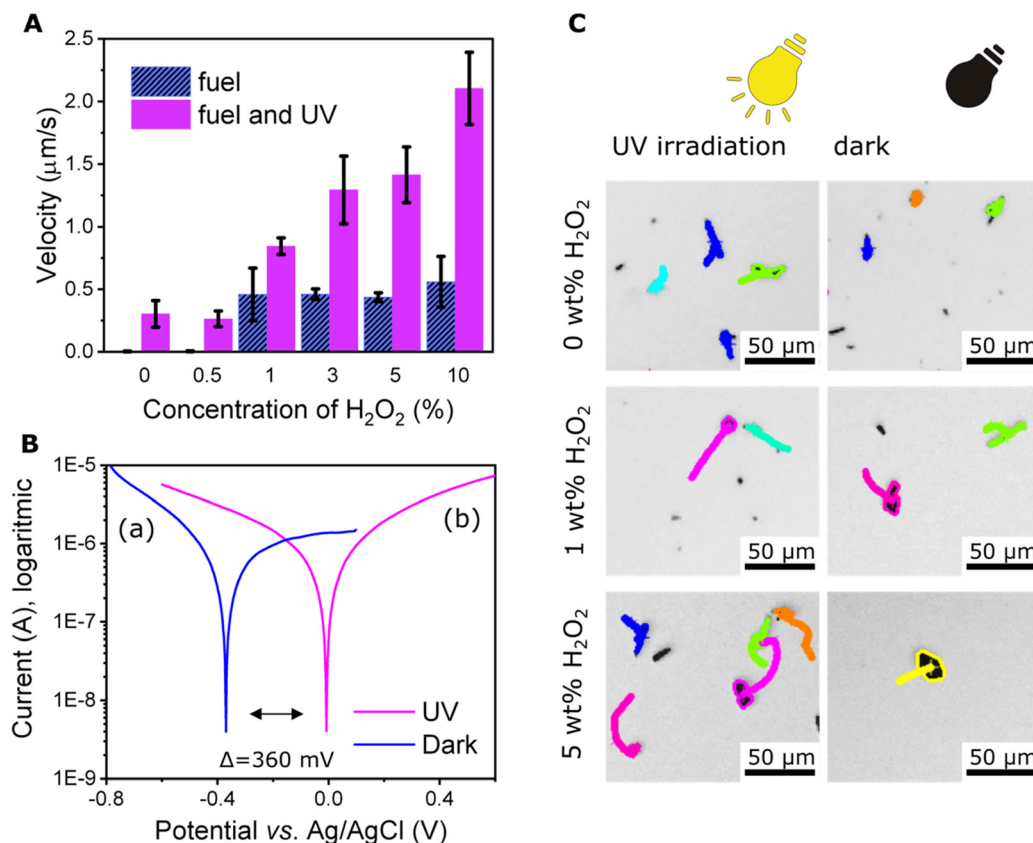 A
2.5
2.0
1.5
1.0
0.5
0.0
Velocity (μm/s)
fuel
fuel and UV
0 0.5 1 3 5 10
Concentration of H₂O₂ (%)
B
1E-5
1E-6
1E-7
1E-8
1E-9
Current (A), logaritmic
(a)
(b)
UV
Dark
Δ=360 mV
-0.8 -0.4 0.0 0.4
Potential vs. Ag/AgCl (V)
C
UV irradiation dark
0 wt% H₂O₂
50 μm 50 μm
1 wt% H₂O₂
50 μm 50 μm
5 wt% H₂O₂
50 μm 50 μm